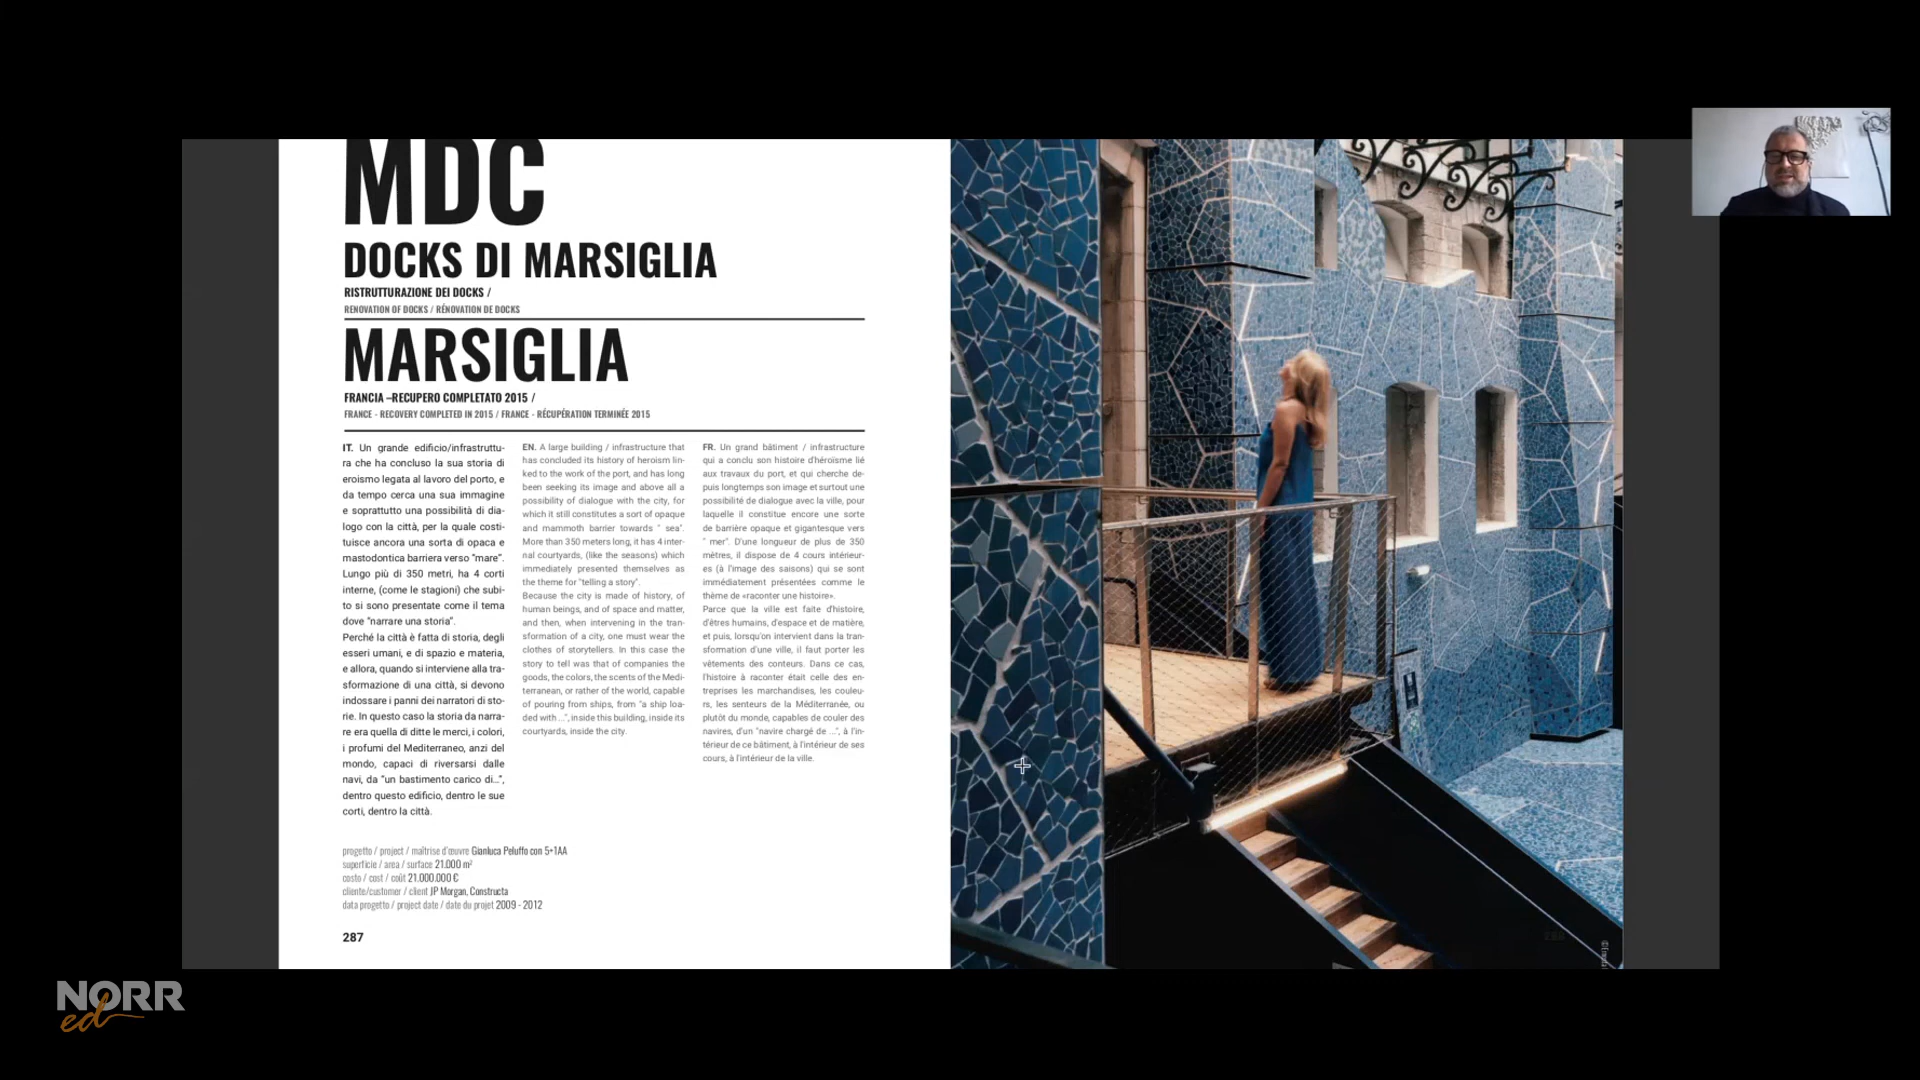 MDC
DOCKS DI MARSIGLIA
RISTRUTTURAZIONE DEI DOCKS /
RENOVATION OF DOCKS / RÉNOVATION DE DOCKS
MARSIGLIA
FRANCIA –RECUPERO COMPLETATO 2015 /
FRANCE - RECOVERY COMPLETED IN 2015 / FRANCE - RÉCUPÉRATION TERMINÉE 2015
IT. Un grande edificio/infrastruttu-
ra che ha concluso la sua storia di
eroismo legata al lavoro del porto, e
da tempo cerca una sua immagine
e soprattutto una possibilità di dia-
logo con la città, per la quale costi-
tuisce ancora una sorta di opaca e
mastodontica barriera verso "mare".
Lungo più di 350 metri, ha 4 corti
interne, (come le stagioni) che subi-
to si sono presentate come il tema
dove "narrare una storia".
Perché la città è fatta di storia, degli
esseri umani, e di spazio e materia,
e allora, quando si interviene alla tra-
sformazione di una città, si devono
indossare i panni dei narratori di sto-
rie. In questo caso la storia da narra-
re era quella di ditte le merci, i colori,
i profumi del Mediterraneo, anzi del
mondo, capaci di riversarsi dalle
navi, da "un bastimento carico di...",
dentro questo edificio, dentro le sue
corti, dentro la città.
EN. A large building / infrastructure that
has concluded its history of heroism lin-
ked to the work of the port, and has long
been seeking its image and above all a
possibility of dialogue with the city, for
which it still constitutes a sort of opaque
and mammoth barrier towards " sea".
More than 350 meters long, it has 4 inter-
nal courtyards, (like the seasons) which
immediately presented themselves as
the theme for "telling a story".
Because the city is made of history, of
human beings, and of space and matter,
and then, when intervening in the tran-
sformation of a city, one must wear the
clothes of storytellers. In this case the
story to tell was that of companies the
goods, the colors, the scents of the Medi-
terranean, or rather of the world, capable
of pouring from ships, from "a ship loa-
ded with ...", inside this building, inside its
courtyards, inside the city.
FR. Un grand bâtiment / infrastructure
qui a conclu son histoire d'héroïsme lié
aux travaux du port, et qui cherche de-
puis longtemps son image et surtout une
possibilité de dialogue avec la ville, pour
laquelle il constitue encore une sorte
de barrière opaque et gigantesque vers
" mer". D'une longueur de plus de 350
mètres, il dispose de 4 cours intérieur-
es (à l'image des saisons) qui se sont
immédiatement présentées comme le
thème de «raconter une histoire».
Parce que la ville est faite d'histoire,
d'êtres humains, d'espace et de matière,
et puis, lorsqu'on intervient dans la tran-
sformation d'une ville, il faut porter les
vêtements des conteurs. Dans ce cas,
l'histoire à raconter était celle des en-
treprises les marchandises, les couleu-
rs, les senteurs de la Méditerranée, ou
plutôt du monde, capables de couler des
navires, d'un "navire chargé de ...", à l'in-
térieur de ce bâtiment, à l'intérieur de ses
cours, à l'intérieur de la ville.
progetto / project / maîtrise d'œuvre Gianluca Peluffo con 5+1AA
superficie / area / surface 21.000 m²
costo / cost / coût 21.000.000 €
cliente/customer / client JP Morgan, Constructa
data progetto / project date / date du projet 2009 - 2012
287
NORR
ed